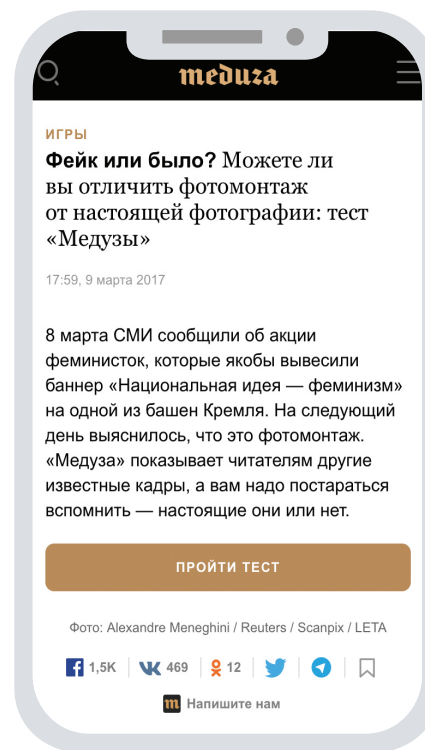 meduza
ИГРЫ
Фейк или было? Можете ли
вы отличить фотомонтаж
от настоящей фотографии: тест
«Медузы»
17:59, 9 марта 2017
8 марта СМИ сообщили об акции
феминисток, которые якобы вывесили
баннер «Национальная идея — феминизм»
на одной из башен Кремля. На следующий
день выяснилось, что это фотомонтаж.
«Медуза» показывает читателям другие
известные кадры, а вам надо постараться
вспомнить — настоящие они или нет.
ПРОЙТИ ТЕСТ
Фото: Alexandre Meneghini / Reuters / Scanpix / LETA
1,5K 469 12
m Напишите нам